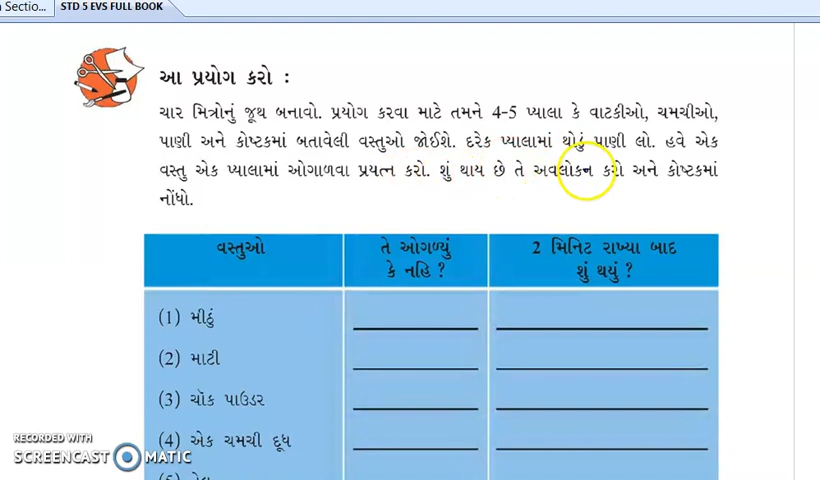 Sectio...
STD 5 EVS FULL BOOK
આ પ્રયોગ કરો :
ચાર મિત્રોનું જૂથ બનાવો. પ્રયોગ કરવા માટે તમને 4-5 પ્યાલા કે વાટકીઓ, ચમચીઓ,
પાણી અને કોષ્ટકમાં બતાવેલી વસ્તુઓ જોઈશે. દરેક પ્યાલામાં થોડું પાણી લો. હવે એક
વસ્તુ એક પ્યાલામાં ઓગાળવા પ્રયત્ન કરો. શું થાય છે તે અવલોકન કરો અને કોષ્ટકમાં
નોંધો.
વસ્તુઓ
તે ઓગળ્યું
કે નહિ ?
2 મિનિટ રાખ્યા બાદ
શું થયું ?
(1) મીઠું
(2) માટી
(3) ચૉક પાઉડર
(4) એક ચમચી દૂધ
RECORDED WITH
SCREENCAST MATIC